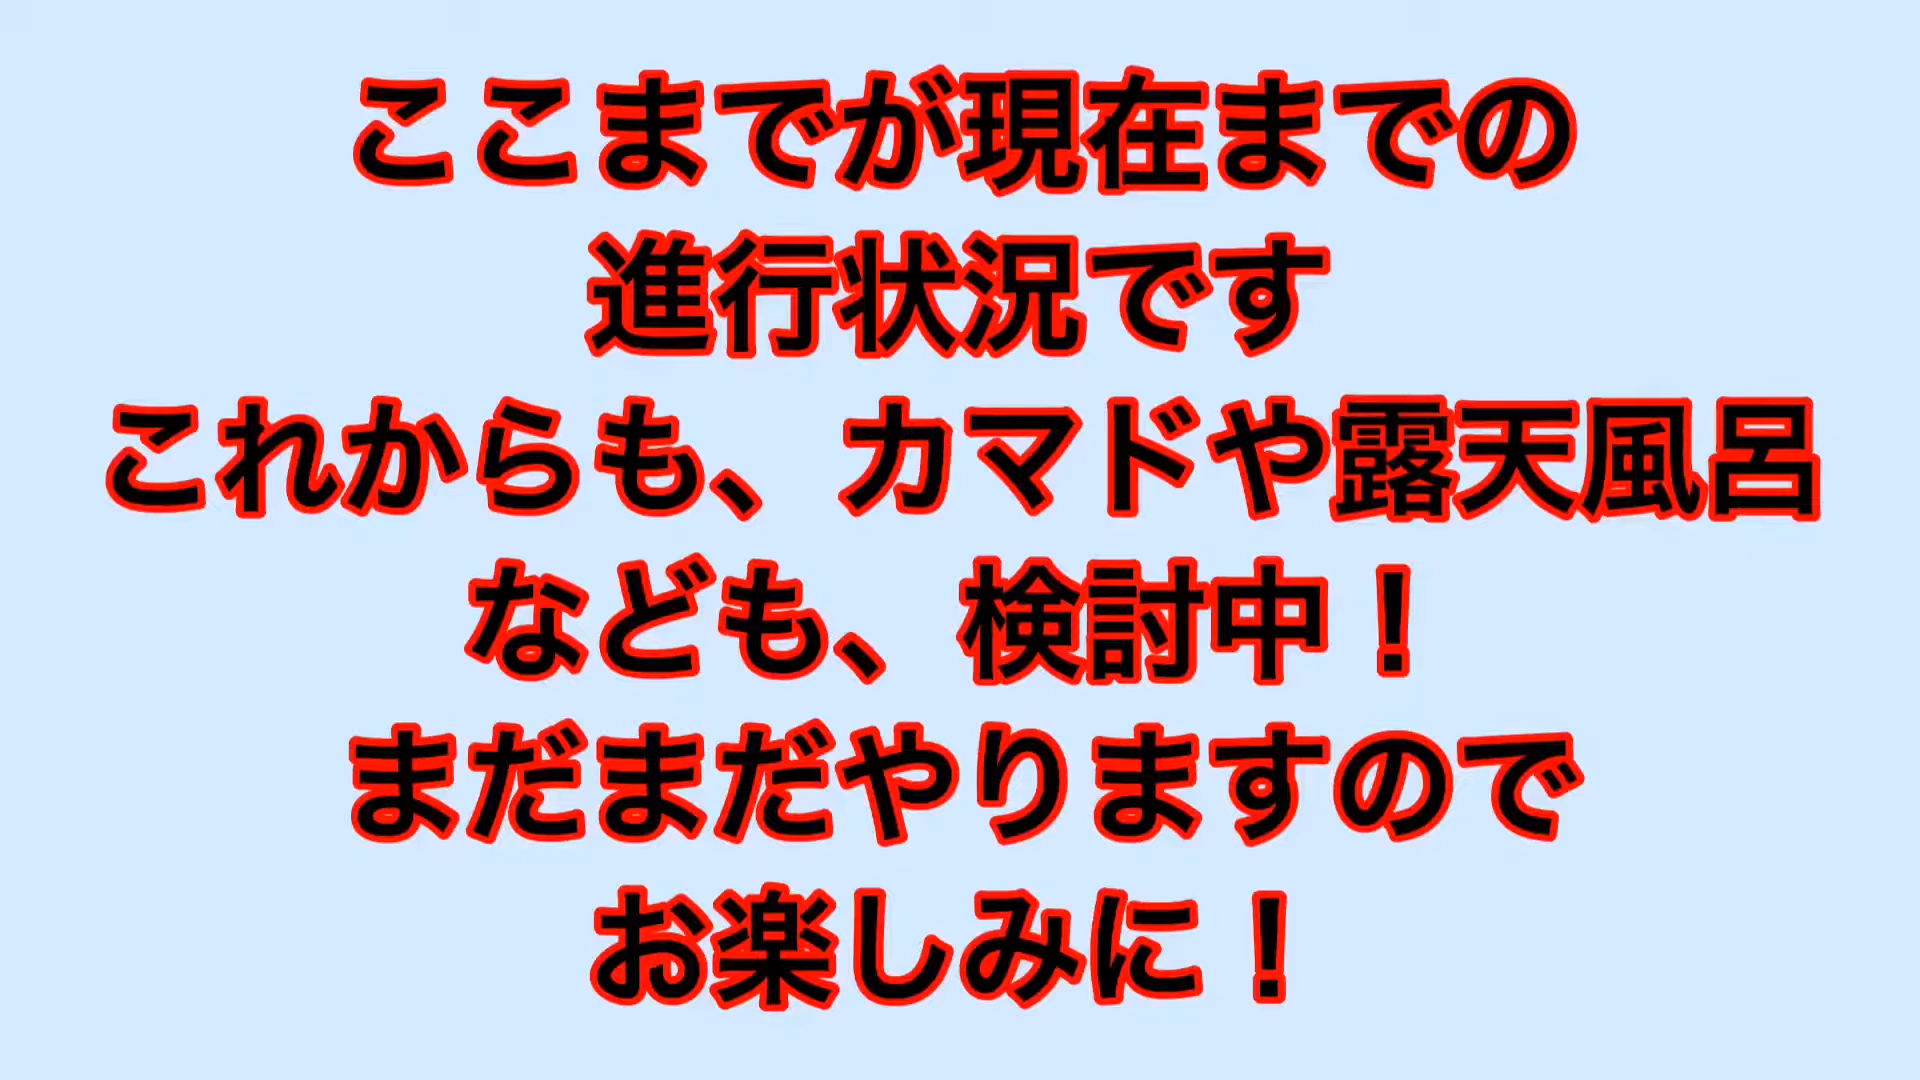 ここまでが現在までの
進行状況です
これからも、カマドや露天風呂
なども、検討中！
まだまだやりますので
お楽しみに！